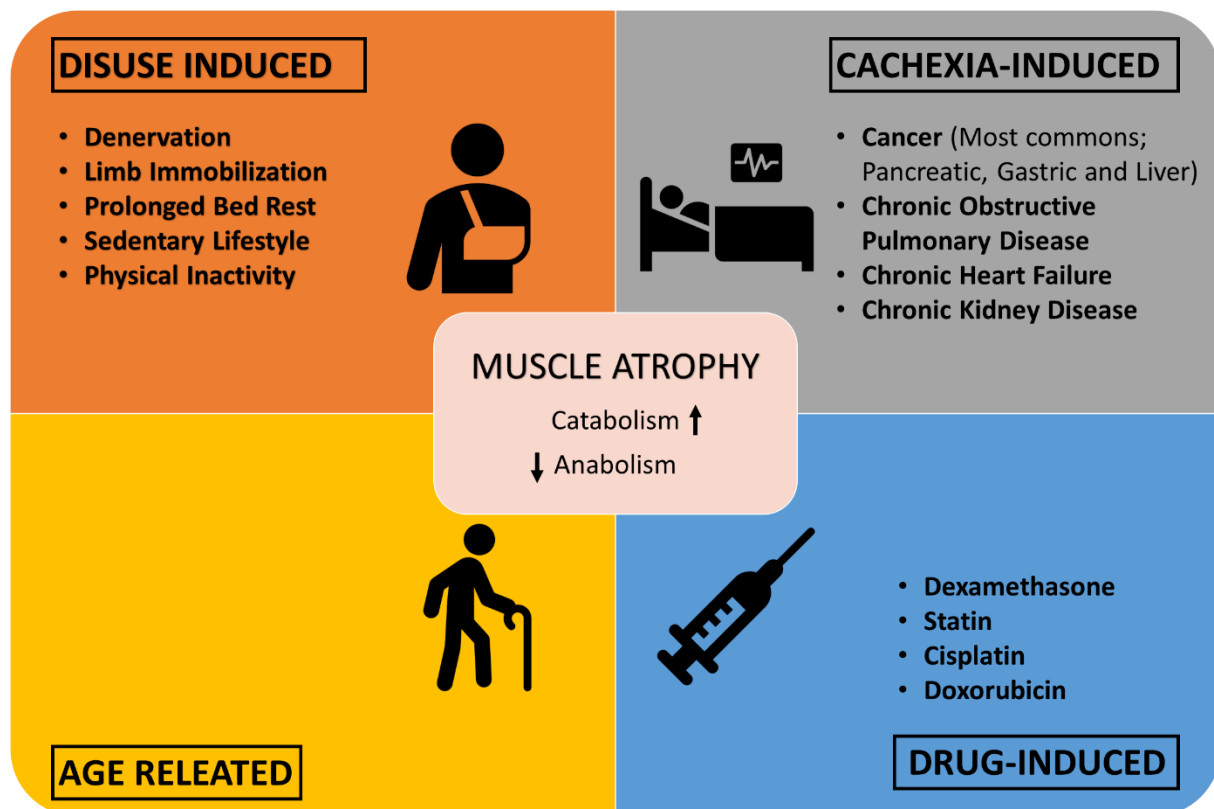 DISUSE INDUCED
• Denervation
• Limb Immobilization
• Prolonged Bed Rest
• Sedentary Lifestyle
• Physical Inactivity
CACHEXIA-INDUCED
• Cancer (Most commons;
Pancreatic, Gastric and Liver)
• Chronic Obstructive
Pulmonary Disease
• Chronic Heart Failure
• Chronic Kidney Disease
MUSCLE ATROPHY
Catabolism ↑
↓ Anabolism
AGE RELEATED
• Dexamethasone
• Statin
• Cisplatin
• Doxorubicin
DRUG-INDUCED